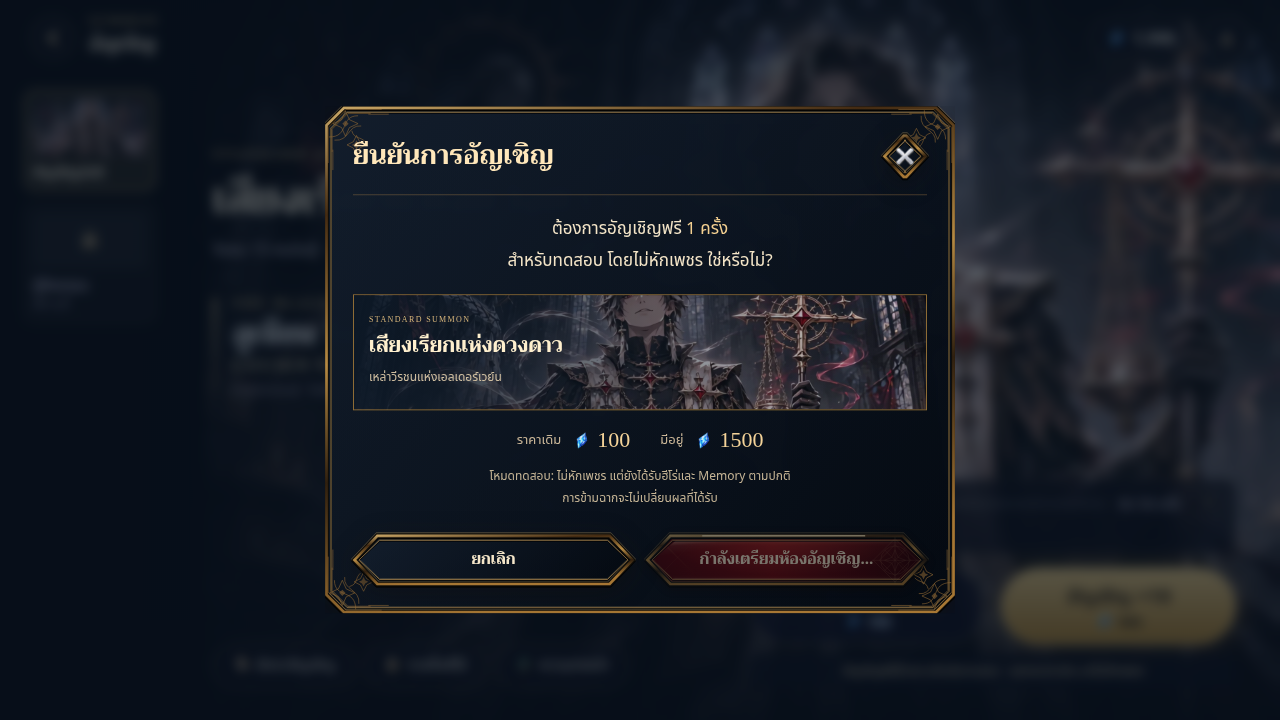 ยืนยันการอัญเชิญ
ต้องการอัญเชิญฟรี 1 ครั้ง
สำหรับทดสอบ โดยไม่หักเพชร ใช่หรือไม่?
STANDARD SUMMON
เสียงเรียกแห่งดวงดาว
เหล่าวีรชนแห่งเอลเดอร์เวย์น
ราคาเดิม 100 มีอยู่ 1500
โหมดทดสอบ: ไม่หักเพชร แต่ยังได้รับฮีโร่และ Memory ตามปกติ
การข้ามฉากจะไม่เปลี่ยนผลที่ได้รับ
ยกเลิก กำลังเตรียมห้องอัญเชิญ...